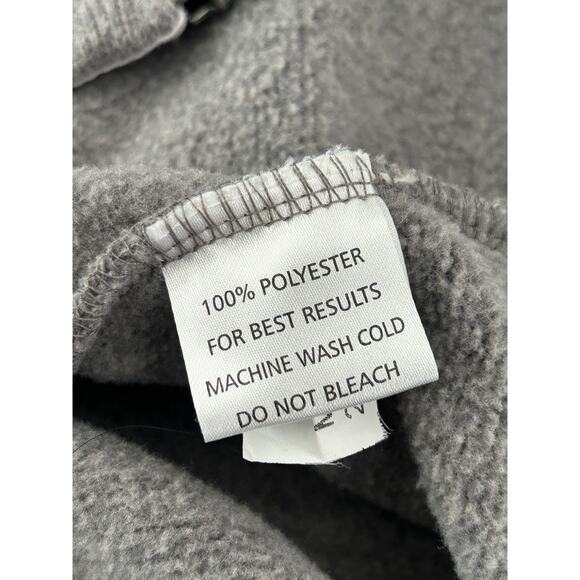 100% POLYESTER
FOR BEST RESULTS
MACHINE WASH COLD
DO NOT BLEACH